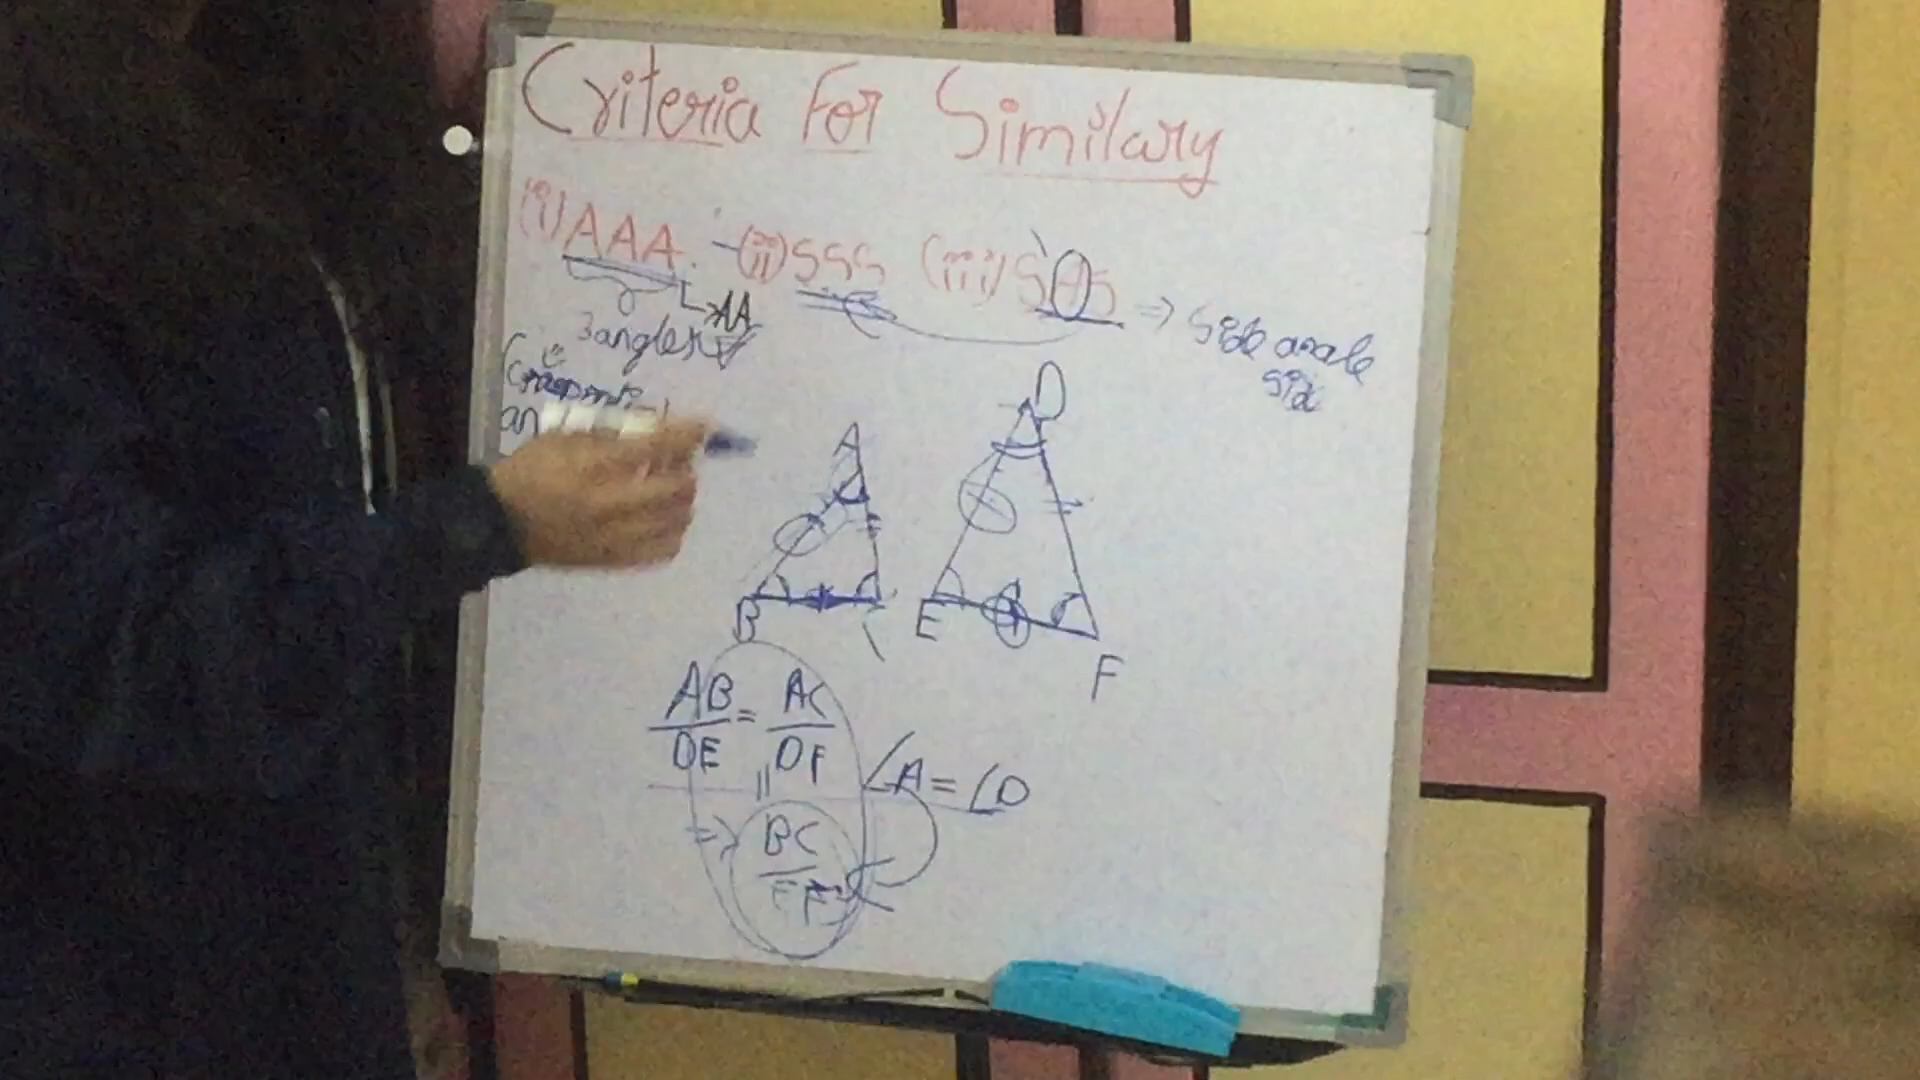 Criteria For Similary
(i) AAA (ii) SSS (iii) SAS ⇒ Side angle
side
↳ AA
3 angles
an
A
D
B
E
F
AB/DE = AC/DF
∠A = ∠D
⇒ BC/EF